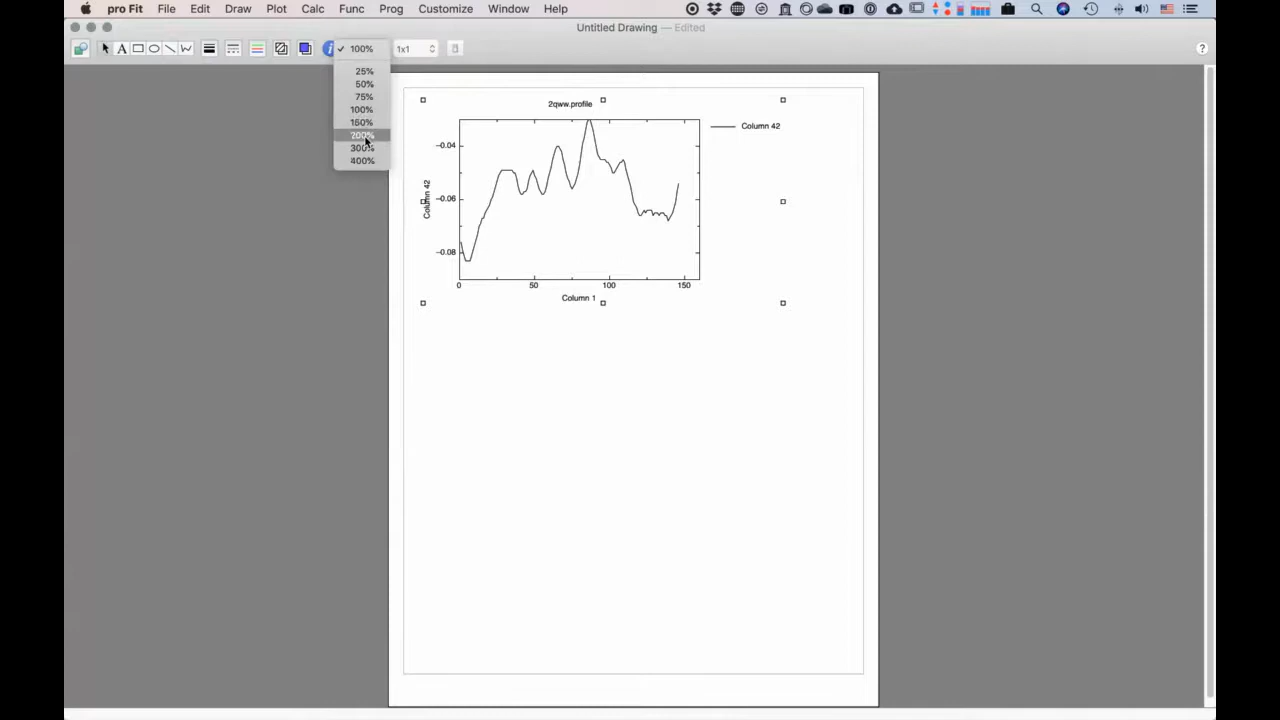 pro Fit File Edit Draw Plot Calc Func Prog Customize Window Help
Untitled Drawing — Edited
A i ✓ 100% 1x1 ?
25%
50%
75%
100%
150%
200%
300%
400%
2qww.profile
Column 42
−0.04
−0.06
−0.08
Column 42
0 50 100 150
Column 1